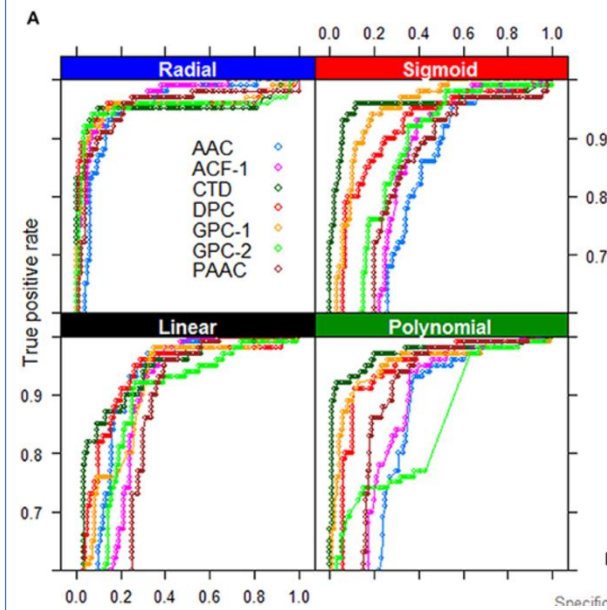 A
0.0 0.2 0.4 0.6 0.8 1.0
Radial
Sigmoid
AAC
ACF-1
CTD
DPC
GPC-1
GPC-2
PAAC
0.9
0.8
0.7
True positive rate
Linear
Polynomial
0.9
0.8
0.7
0.0 0.2 0.4 0.6 0.8 1.0
Specific